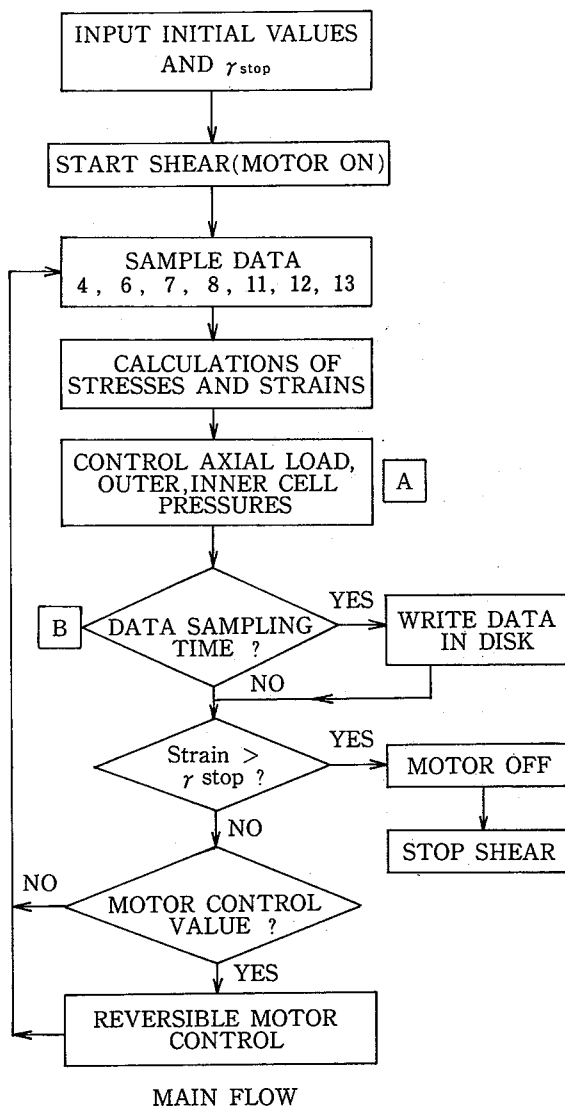 INPUT INITIAL VALUES
AND γstop
START SHEAR(MOTOR ON)
SAMPLE DATA
4 , 6 , 7 , 8 , 11 , 12 , 13
CALCULATIONS OF
STRESSES AND STRAINS
CONTROL AXIAL LOAD,
OUTER,INNER CELL
PRESSURES
A
B
DATA SAMPLING
TIME ?
YES
WRITE DATA
IN DISK
NO
Strain >
γ stop ?
YES
MOTOR OFF
NO
STOP SHEAR
NO
MOTOR CONTROL
VALUE ?
YES
REVERSIBLE MOTOR
CONTROL
MAIN FLOW